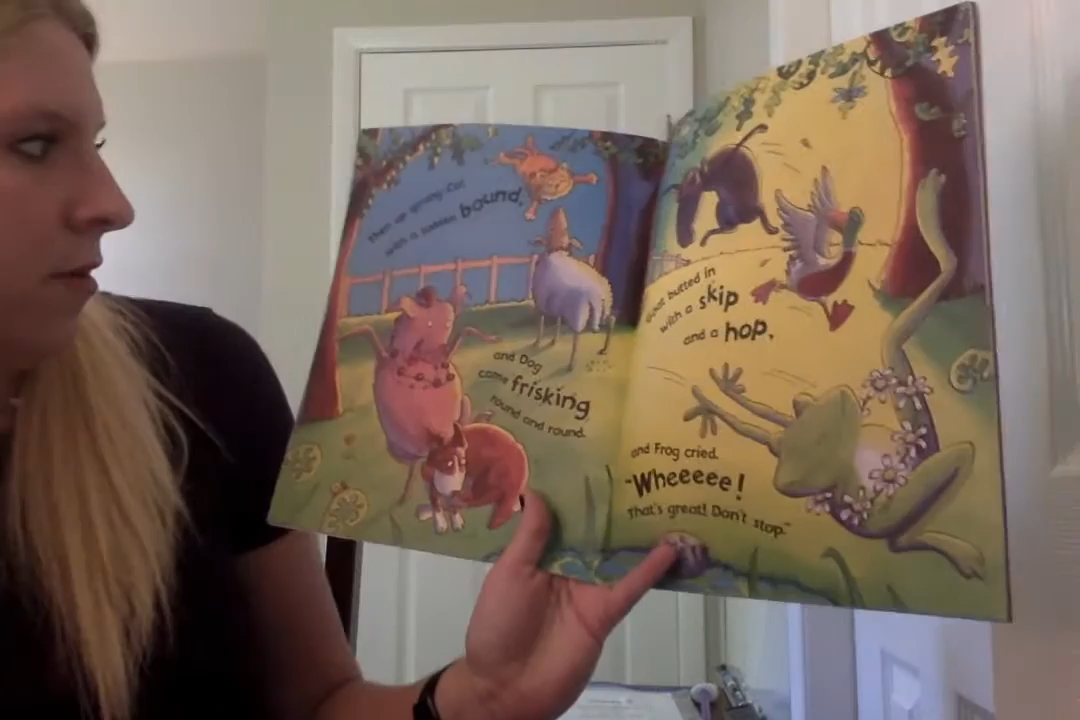 then up sprang Cat
with a
bound,
and Dog
came frisking
round and round.
Goat butted in
with a skip
and a hop,
and Frog cried,
"Wheeeee!
That's great! Don't stop."